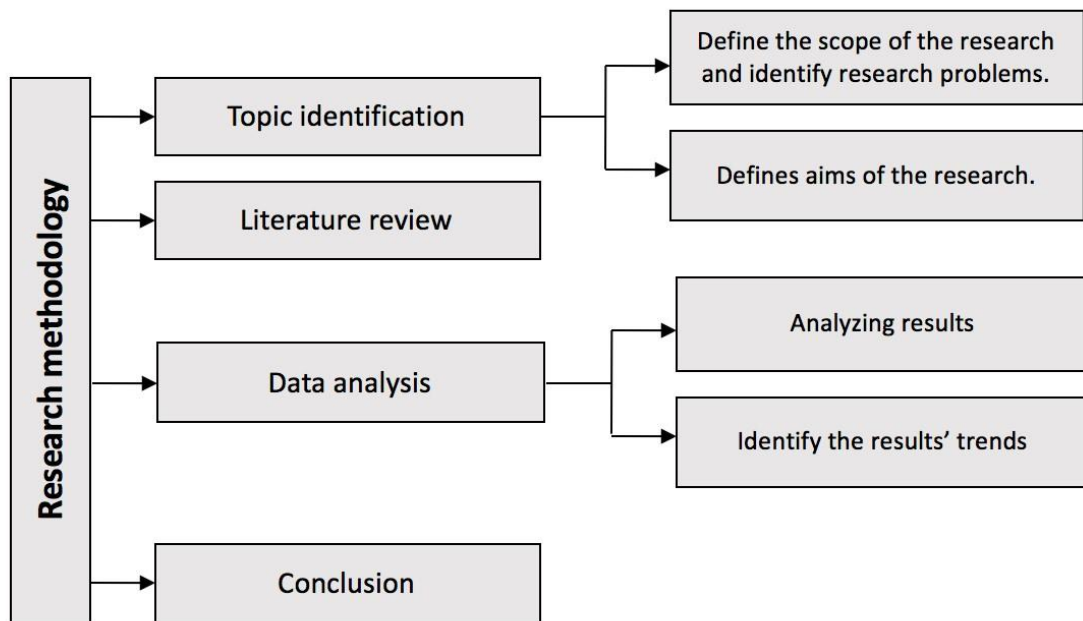 Research methodology
Topic identification
Define the scope of the research
and identify research problems.
Defines aims of the research.
Literature review
Data analysis
Analyzing results
Identify the results’ trends
Conclusion